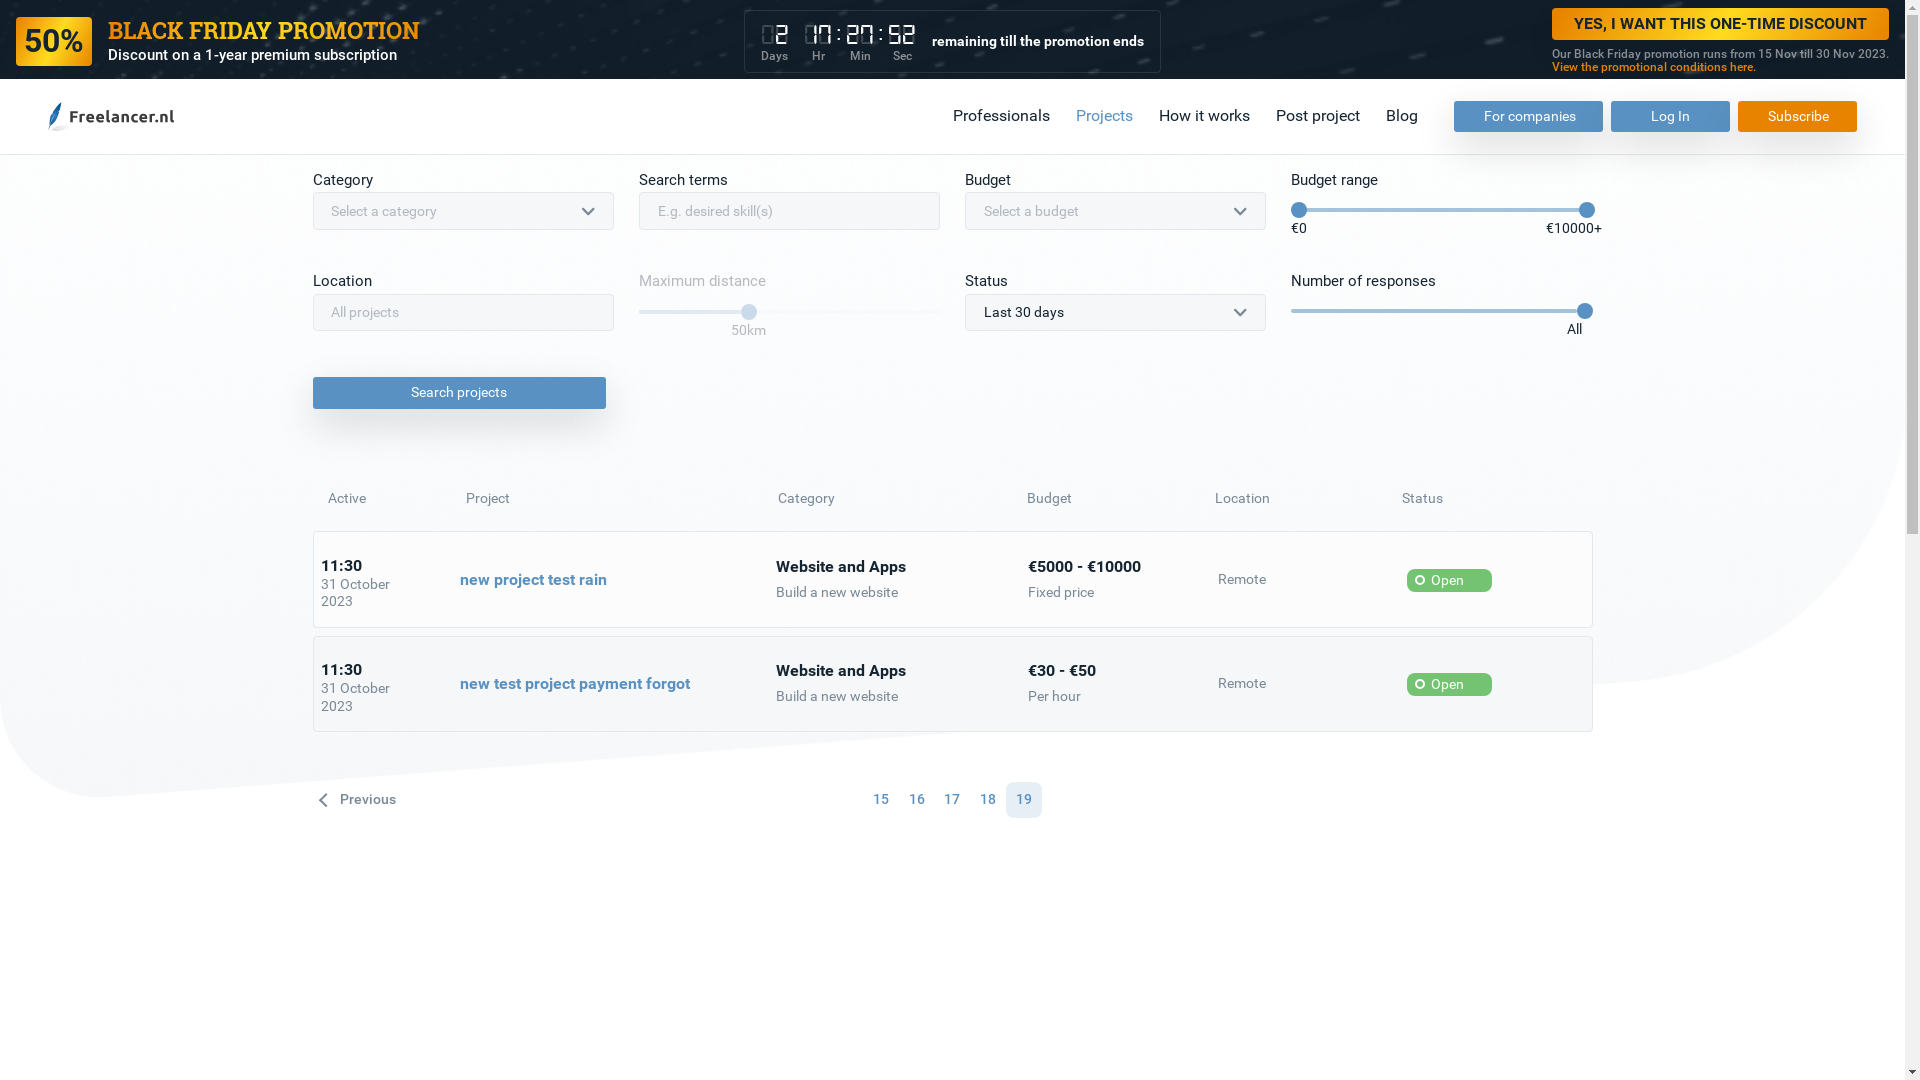 50%
BLACK FRIDAY PROMOTION
Discount on a 1-year premium subscription
2 17:27:52
Days Hr Min Sec
remaining till the promotion ends
YES, I WANT THIS ONE-TIME DISCOUNT
Our Black Friday promotion runs from 15 Nov till 30 Nov 2023.
View the promotional conditions here.
Freelancer.nl
Professionals Projects How it works Post project Blog For companies Log In Subscribe
Category Search terms Budget Budget range
Select a category E.g. desired skill(s) Select a budget
€0 €10000+
Location Maximum distance Status Number of responses
All projects Last 30 days
50km All
Search projects
Active Project Category Budget Location Status
11:30
31 October
2023
new project test rain
Website and Apps
Build a new website
€5000 - €10000
Fixed price
Remote
Open
11:30
31 October
2023
new test project payment forgot
Website and Apps
Build a new website
€30 - €50
Per hour
Remote
Open
Previous 15 16 17 18 19